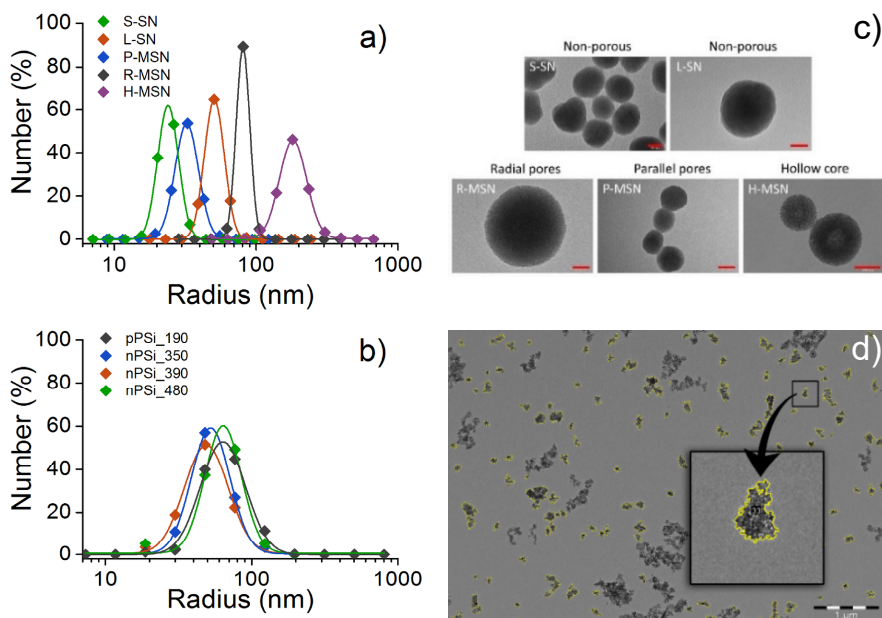 a)
Number (%)
100
80
60
40
20
0
S-SN
L-SN
P-MSN
R-MSN
H-MSN
10
100
1000
Radius (nm)
c)
Non-porous
Non-porous
S-SN
L-SN
Radial pores
Parallel pores
Hollow core
R-MSN
P-MSN
H-MSN
b)
Number (%)
100
80
60
40
20
0
pPSi_190
nPSi_350
nPSi_390
nPSi_480
10
100
1000
Radius (nm)
d)
1 µm